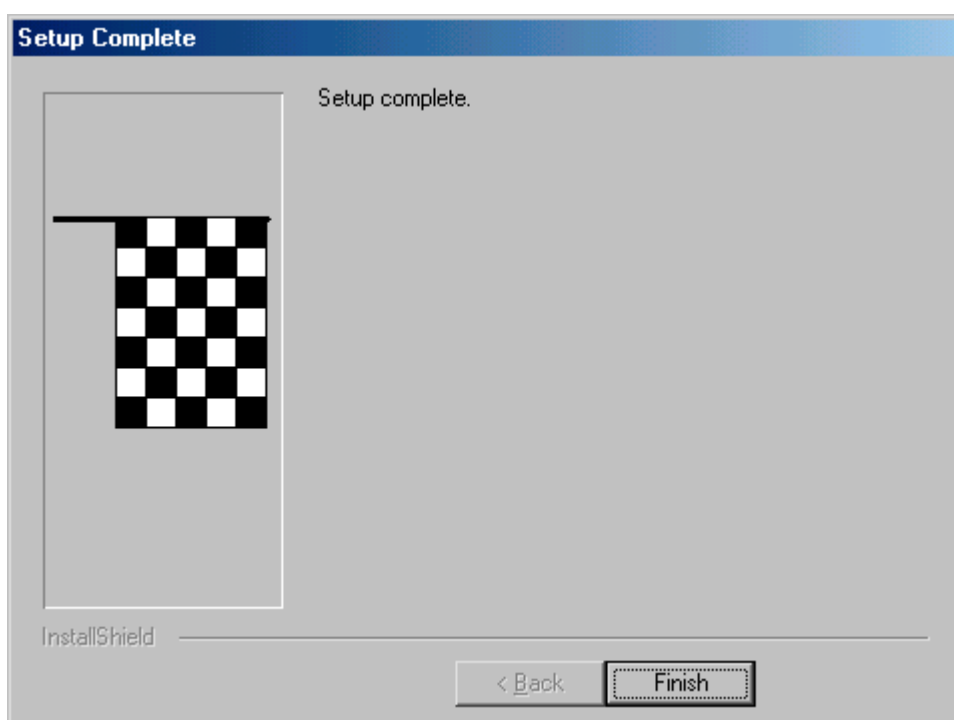 Setup Complete
Setup complete.
InstallShield
< Back
Finish